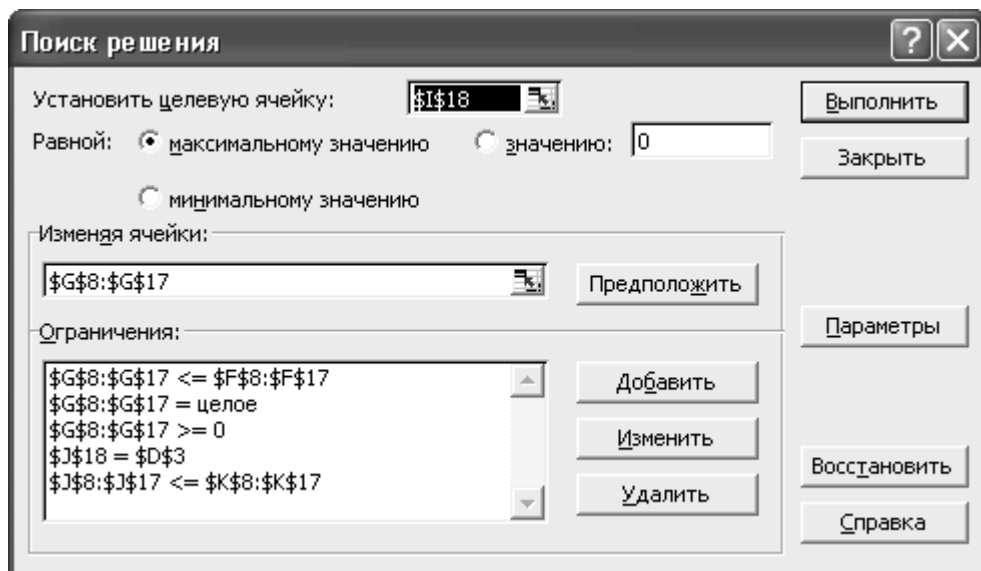 Поиск решения
Установить целевую ячейку: $I$18 Выполнить
Равной: максимальному значению значению: 0 Закрыть
минимальному значению
Изменяя ячейки:
$G$8:$G$17 Предположить
Параметры
Ограничения:
$G$8:$G$17 <= $F$8:$F$17 Добавить
$G$8:$G$17 = целое
$G$8:$G$17 >= 0 Изменить
$J$18 = $D$3 Восстановить
$J$8:$J$17 <= $K$8:$K$17 Удалить
Справка